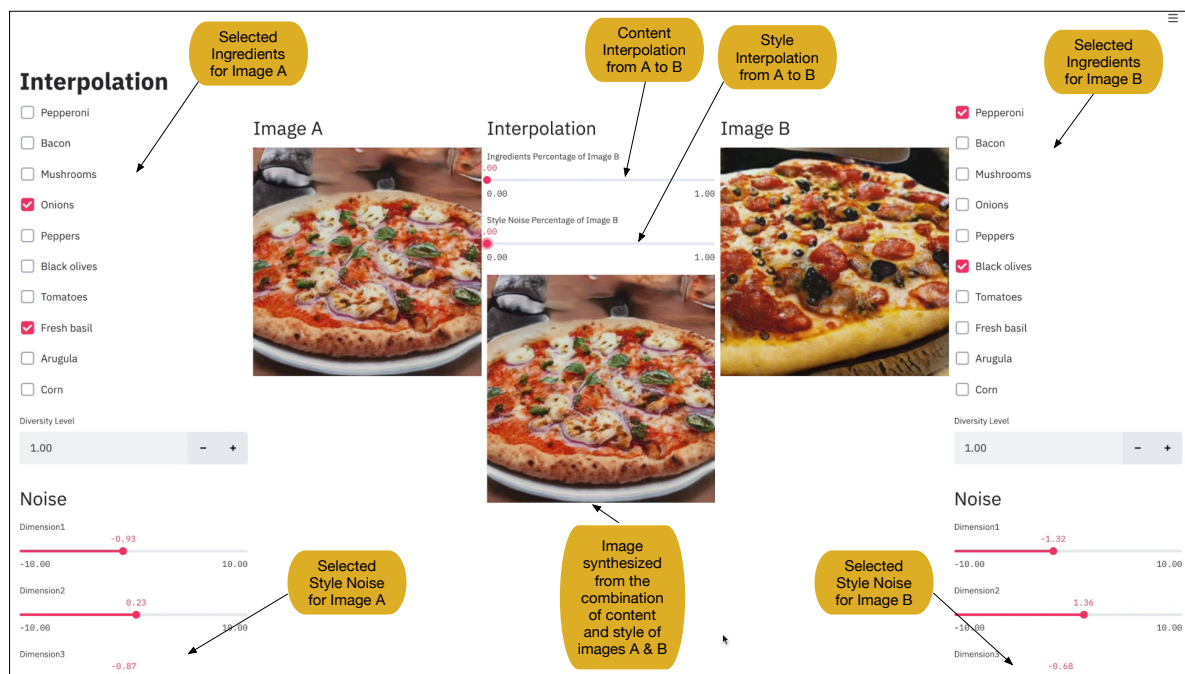 Selected
Ingredients
for Image A
Content
Interpolation
from A to B
Style
Interpolation
from A to B
Selected
Ingredients
for Image B
Interpolation
Pepperoni
Bacon
Mushrooms
Onions
Peppers
Black olives
Tomatoes
Fresh basil
Arugula
Corn
Diversity Level
1.00
- +
Noise
Dimension1
-0.93
-10.00 10.00
Dimension2
0.23
-10.00 10.00
Dimension3
-0.87
Selected
Style Noise
for Image A
Image A
Interpolation
Ingredients Percentage of Image B
.00
0.00 1.00
Style Noise Percentage of Image B
.00
0.00 1.00
Image
synthesized
from the
combination
of content
and style of
images A & B
Image B
Selected
Style Noise
for Image B
Pepperoni
Bacon
Mushrooms
Onions
Peppers
Black olives
Tomatoes
Fresh basil
Arugula
Corn
Diversity Level
1.00
- +
Noise
Dimension1
-1.32
-10.00 10.00
Dimension2
1.36
-10.00 10.00
Dimension3
-0.68